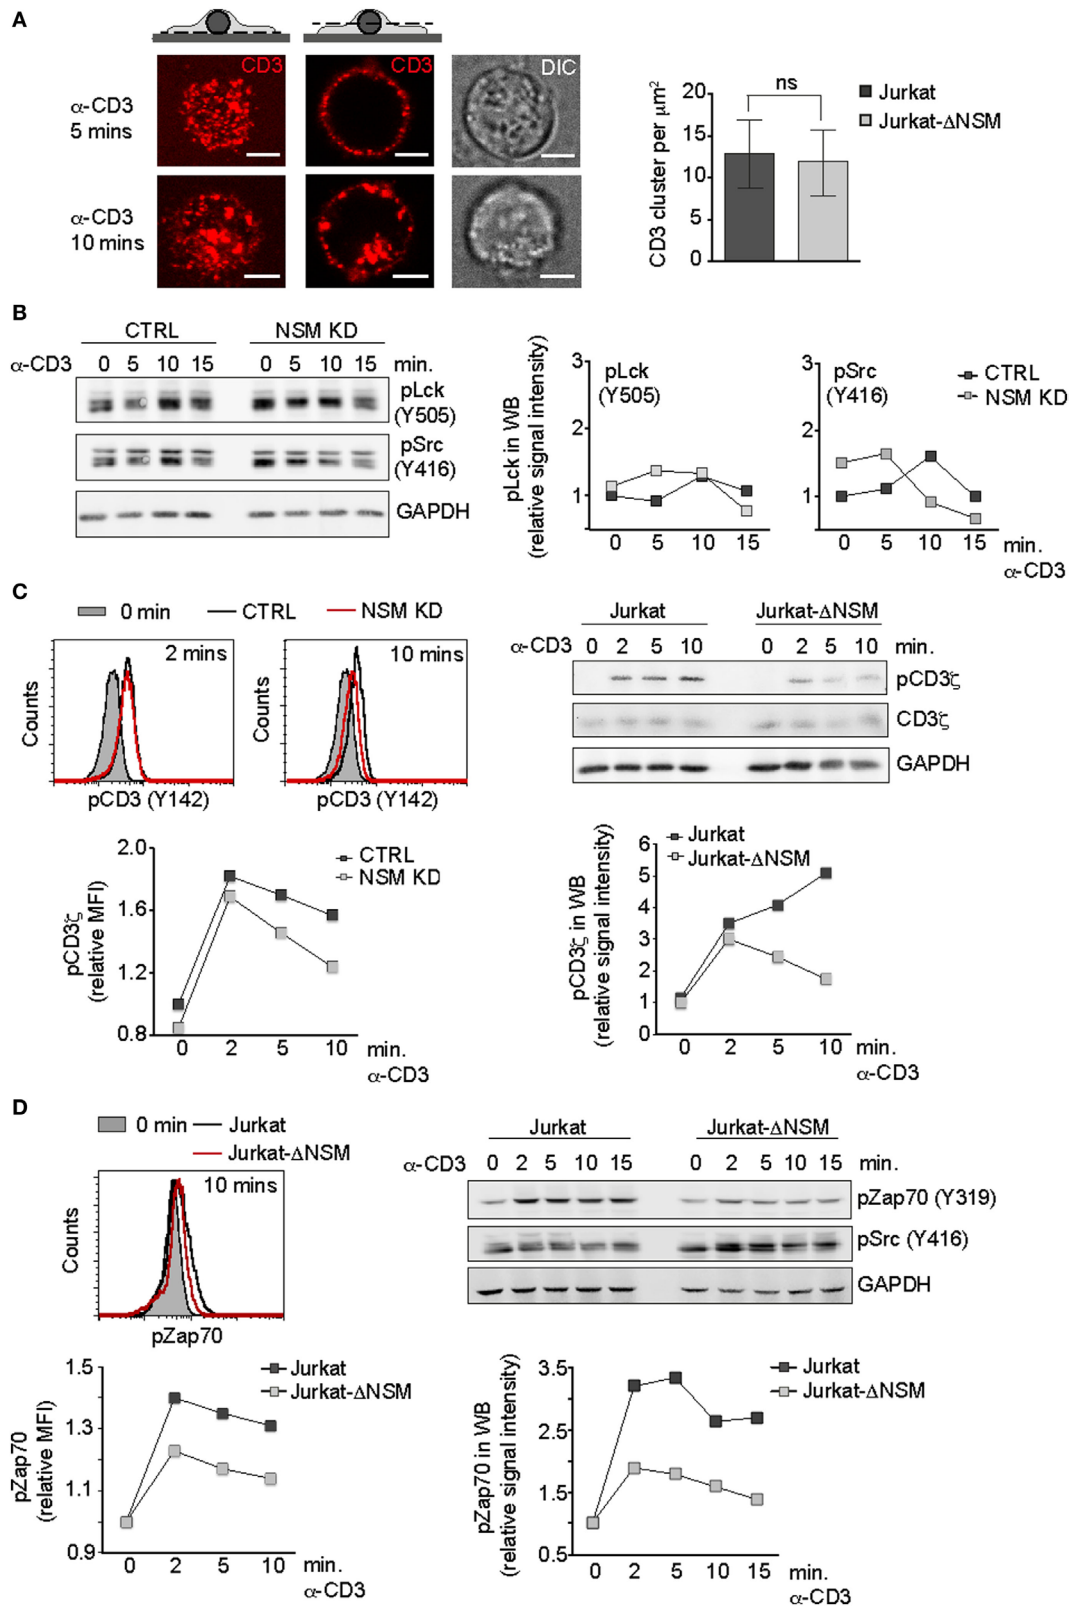 A
CD3
CD3
DIC
α-CD3
5 mins
α-CD3
10 mins
CD3 cluster per μm²
20
15
10
5
0
ns
Jurkat
Jurkat-ΔNSM
B
CTRL
NSM KD
α-CD3
0 5 10 15
0 5 10 15
min.
pLck
(Y505)
pSrc
(Y416)
GAPDH
pLck in WB
(relative signal intensity)
3
2
1
pLck
(Y505)
0 5 10 15
3
2
1
pSrc
(Y416)
0 5 10 15
min.
α-CD3
CTRL
NSM KD
C
0 min
CTRL
NSM KD
Counts
2 mins
pCD3 (Y142)
Counts
10 mins
pCD3 (Y142)
Jurkat
Jurkat-ΔNSM
α-CD3
0 2 5 10
0 2 5 10
min.
pCD3ζ
CD3ζ
GAPDH
pCD3ζ
(relative MFI)
2.0
1.6
1.2
0.8
CTRL
NSM KD
0 2 5 10
min.
α-CD3
pCD3ζ in WB
(relative signal intensity)
6
5
4
3
2
1
0
Jurkat
Jurkat-ΔNSM
0 2 5 10
min.
α-CD3
D
0 min
Jurkat
Jurkat-ΔNSM
Counts
10 mins
pZap70
Jurkat
Jurkat-ΔNSM
α-CD3
0 2 5 10 15
0 2 5 10 15
min.
pZap70 (Y319)
pSrc (Y416)
GAPDH
pZap70
(relative MFI)
1.5
1.3
1.1
0.9
Jurkat
Jurkat-ΔNSM
0 2 5 10
min.
α-CD3
pZap70 in WB
(relative signal intensity)
3.5
2.5
1.5
0.5
Jurkat
Jurkat-ΔNSM
0 2 5 10 15
min.
α-CD3